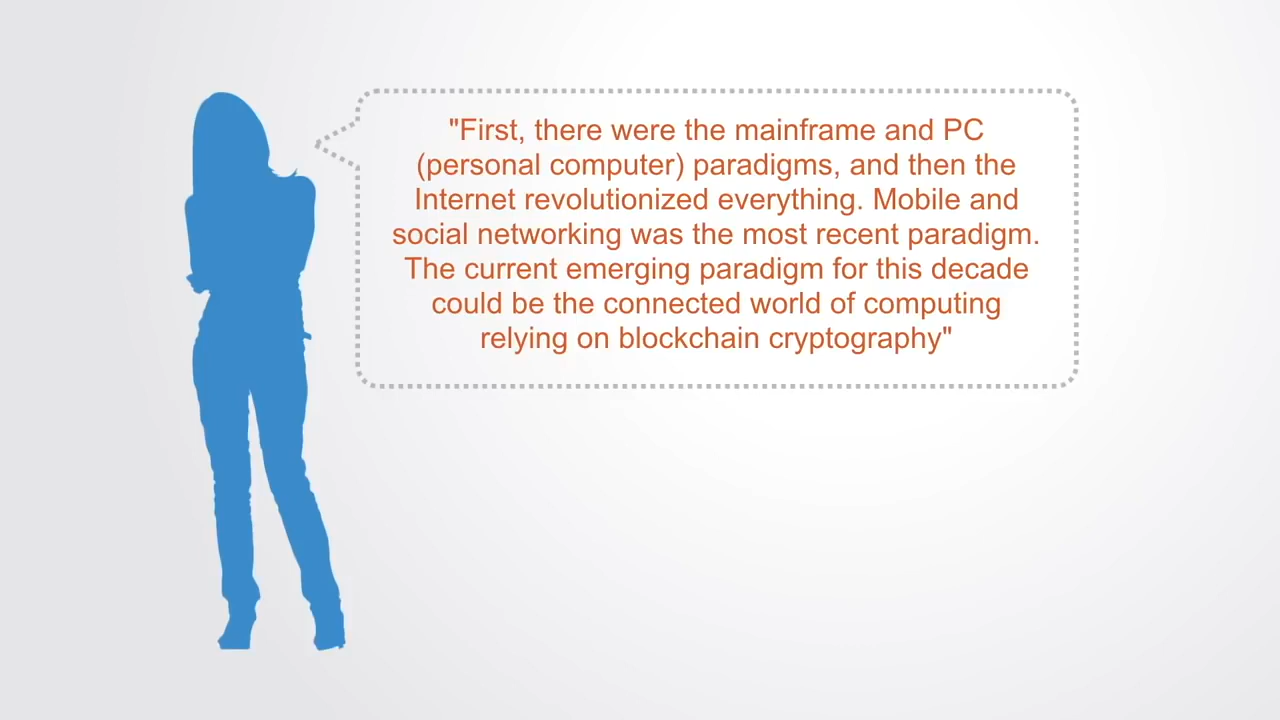 "First, there were the mainframe and PC
(personal computer) paradigms, and then the
Internet revolutionized everything. Mobile and
social networking was the most recent paradigm.
The current emerging paradigm for this decade
could be the connected world of computing
relying on blockchain cryptography"